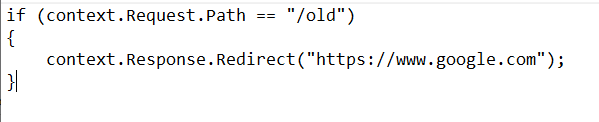 if (context.Request.Path == "/old")
{
    context.Response.Redirect("https://www.google.com");
}